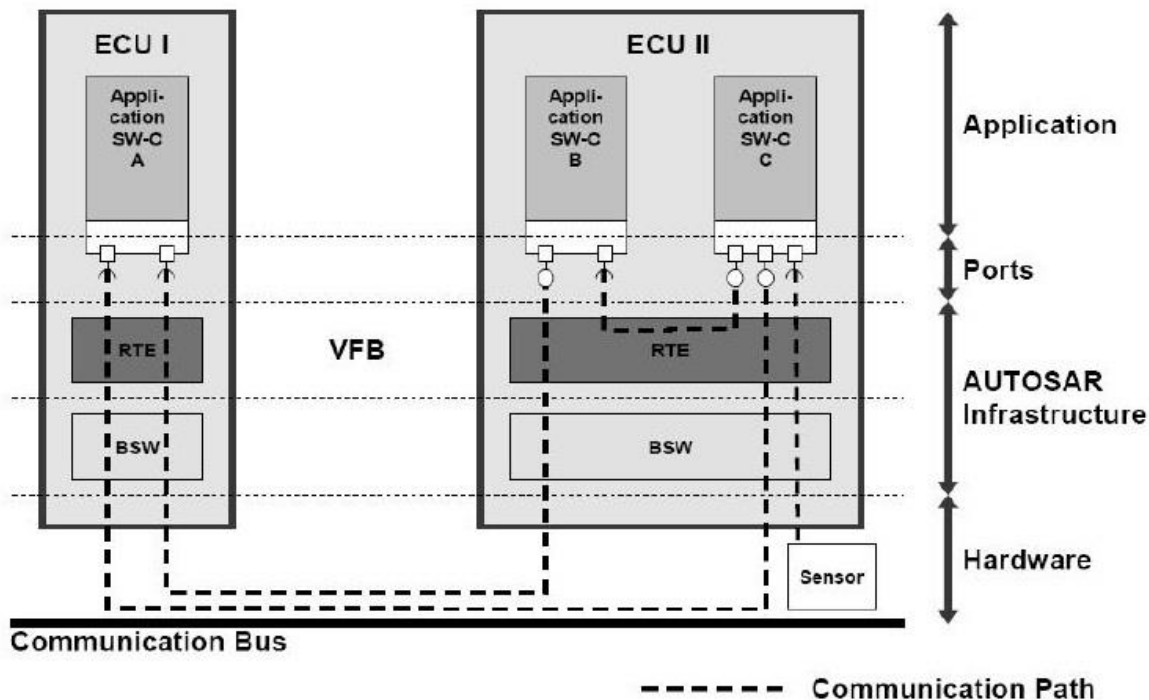 ECU I
ECU II
Appli-
cation
SW-C
A
Appli-
cation
SW-C
B
Appli-
cation
SW-C
C
Application
Ports
RTE
VFB
RTE
AUTOSAR
Infrastructure
BSW
BSW
Hardware
Sensor
Communication Bus
Communication Path